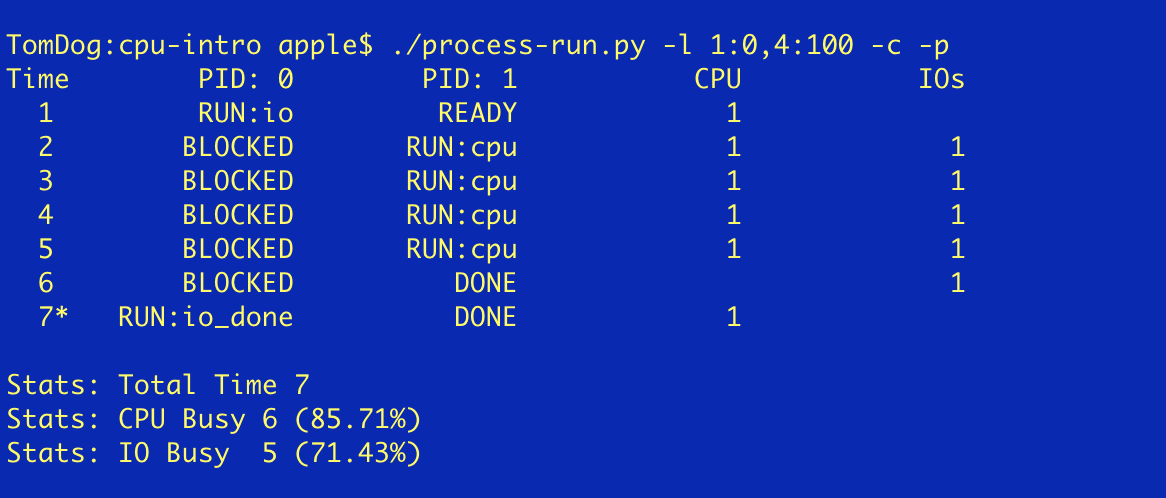 TomDog:cpu-intro apple$ ./process-run.py -l 1:0,4:100 -c -p
Time PID: 0 PID: 1 CPU IOs
1 RUN:io READY 1
2 BLOCKED RUN:cpu 1 1
3 BLOCKED RUN:cpu 1 1
4 BLOCKED RUN:cpu 1 1
5 BLOCKED RUN:cpu 1 1
6 BLOCKED DONE 1
7* RUN:io_done DONE 1
Stats: Total Time 7
Stats: CPU Busy 6 (85.71%)
Stats: IO Busy  5 (71.43%)